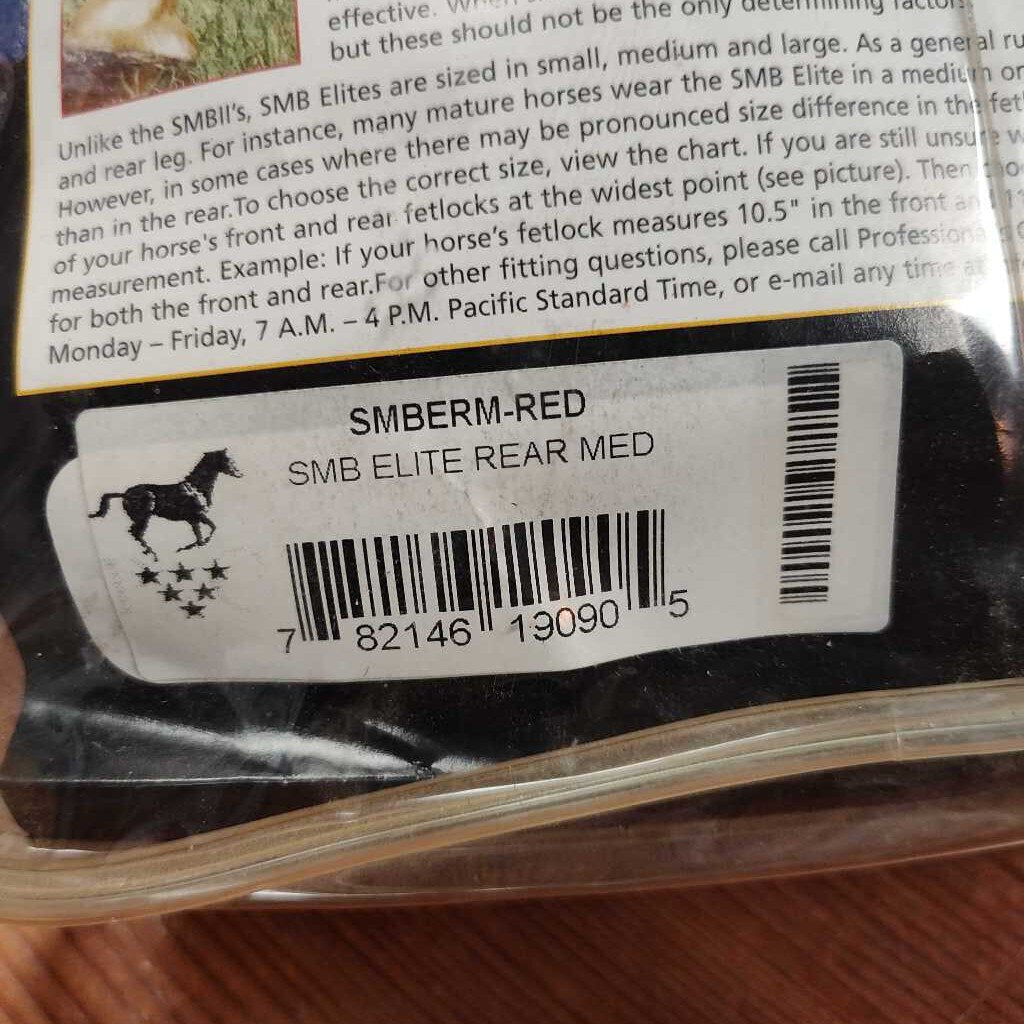 effective.
but these should not be the only determining factor.
Unlike the SMBII's, SMB Elites are sized in small, medium and large. As a general
and rear leg. For instance, many mature horses wear the SMB Elite in a medium or
However, in some cases where there may be pronounced size difference in the
than in the rear.To choose the correct size, view the chart. If you are still unsure
of your horse's front and rear fetlocks at the widest point (see picture). Then
measurement. Example: If your horse's fetlock measures 10.5" in the front
for both the front and rear.For other fitting questions, please call Professional
Monday – Friday, 7 A.M. – 4 P.M. Pacific Standard Time, or e-mail any time
SMBERM-RED
SMB ELITE REAR MED
7 82146 19090 5